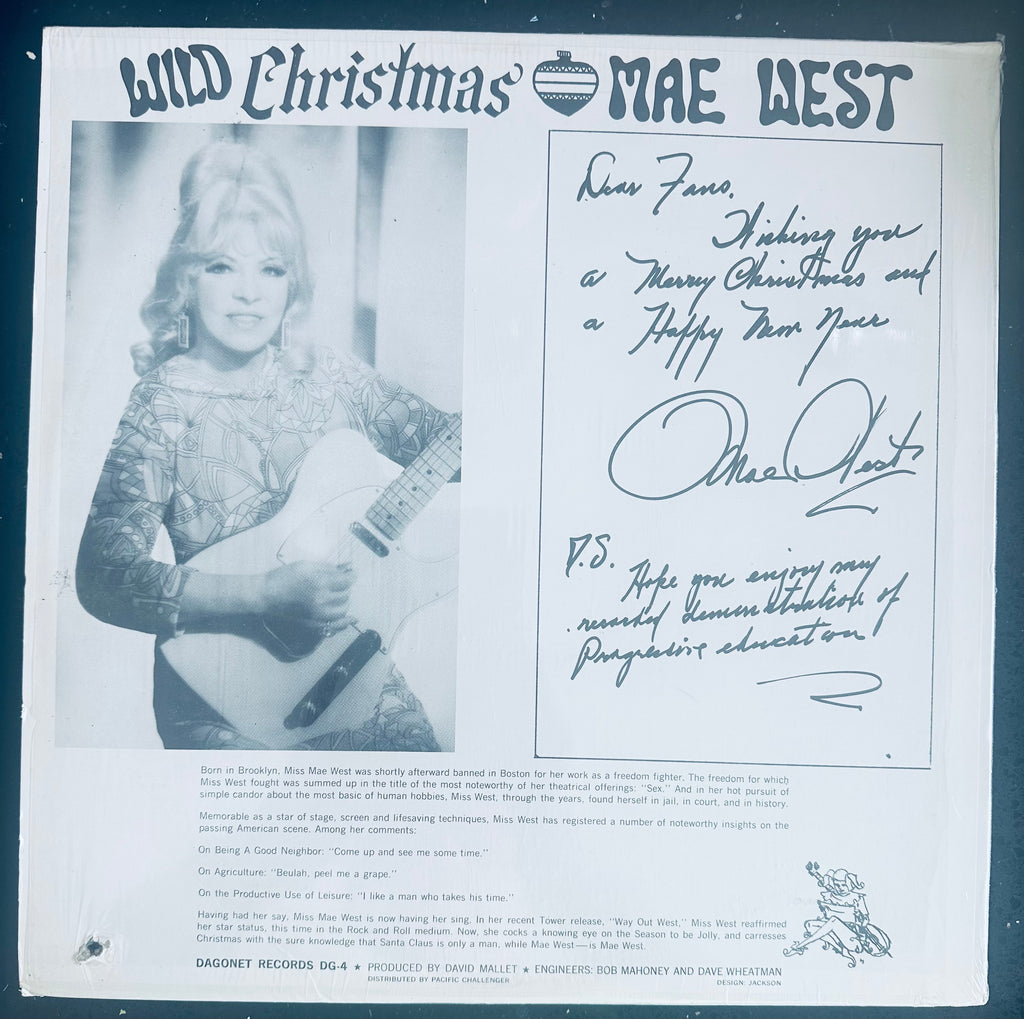 WILD Christmas MAE WEST
Dear Fans,
Wishing you
a Merry Christmas and
a Happy New Year
Mae West
P.S.
Hope you enjoy my
recorded demonstration of
Progressive education
Born in Brooklyn, Miss Mae West was shortly afterward banned in Boston for her work as a freedom fighter. The freedom for which
Miss West fought was summed up in the title of the most noteworthy of her theatrical offerings: "Sex." And in her hot pursuit of
simple candor about the most basic of human hobbies, Miss West, through the years, found herself in jail, in court, and in history.
Memorable as a star of stage, screen and lifesaving techniques, Miss West has registered a number of noteworthy insights on the
passing American scene. Among her comments:
On Being A Good Neighbor: "Come up and see me some time."
On Agriculture: "Beulah, peel me a grape."
On the Productive Use of Leisure: "I like a man who takes his time."
Having had her say, Miss Mae West is now having her sing. In her recent Tower release, "Way Out West," Miss West reaffirmed
her star status, this time in the Rock and Roll medium. Now, she cocks a knowing eye on the Season to be Jolly, and carresses
Christmas with the sure knowledge that Santa Claus is only a man, while Mae West—is Mae West.
DAGONET RECORDS DG-4 ★ PRODUCED BY DAVID MALLET ★ ENGINEERS: BOB MAHONEY AND DAVE WHEATMAN
DISTRIBUTED BY PACIFIC CHALLENGER DESIGN: JACKSON